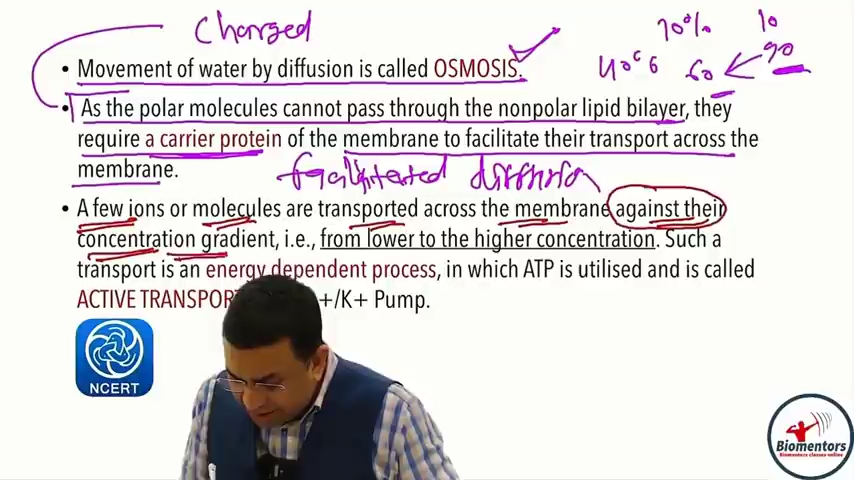 charged
70% 10
40% 60 90
• Movement of water by diffusion is called OSMOSIS.
• As the polar molecules cannot pass through the nonpolar lipid bilayer, they
require a carrier protein of the membrane to facilitate their transport across the
membrane.
facilitated diffusion
• A few ions or molecules are transported across the membrane against their
concentration gradient, i.e., from lower to the higher concentration. Such a
transport is an energy dependent process, in which ATP is utilised and is called
ACTIVE TRANSPORT +/K+ Pump.
NCERT
Biomentors
Biomentors classes online